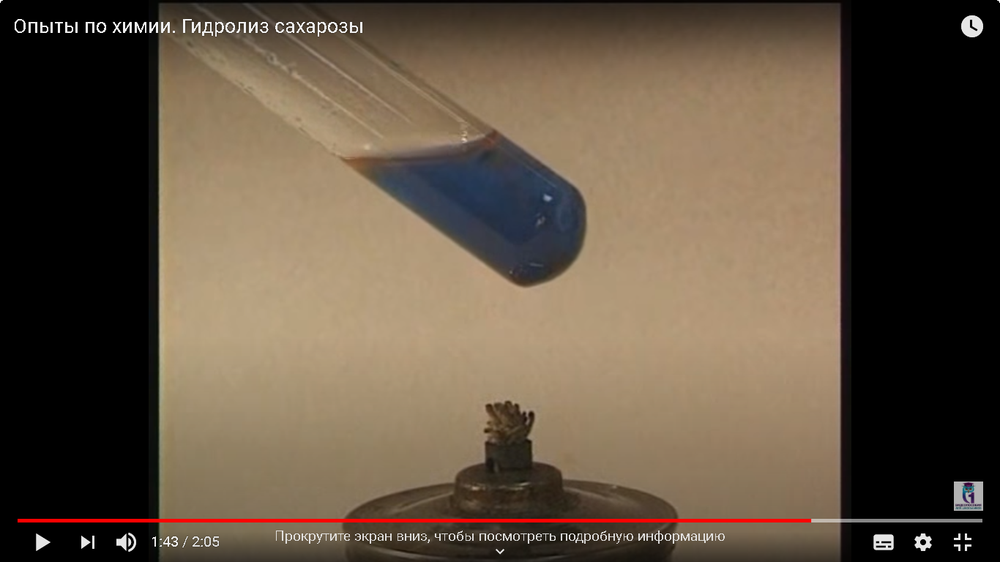 Опыты по химии. Гидролиз сахарозы
1:43 / 2:05
Прокрутите экран вниз, чтобы посмотреть подробную информацию